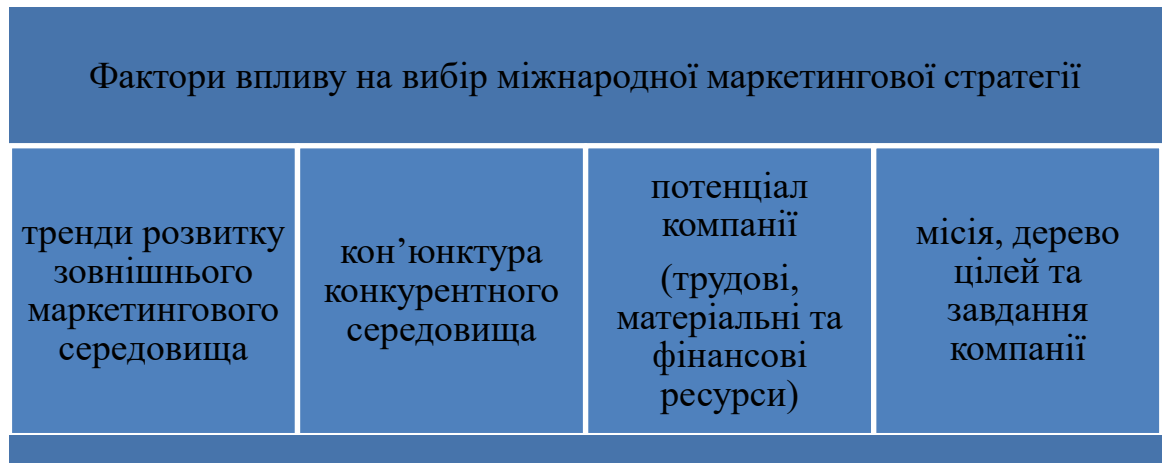 Фактори впливу на вибір міжнародної маркетингової стратегії
тренди розвитку
зовнішнього
маркетингового
середовища
кон’юнктура
конкурентного
середовища
потенціал
компанії
(трудові,
матеріальні та
фінансові
ресурси)
місія, дерево
цілей та
завдання
компанії